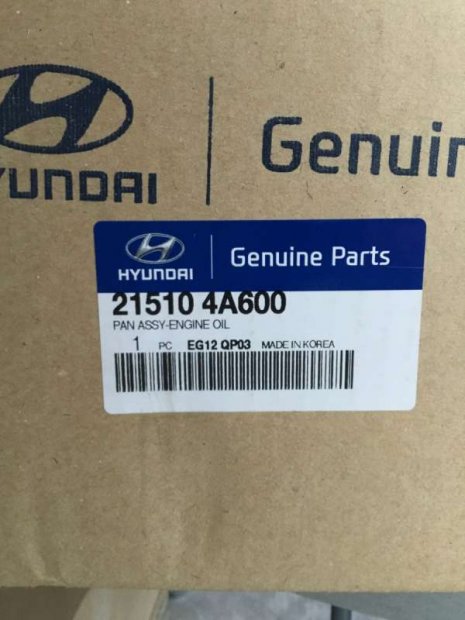 HYUNDAI
Genuin
HYUNDAI
Genuine Parts
21510 4A600
PAN ASSY-ENGINE OIL
1 PC EG12 QP03 MADE IN KOREA